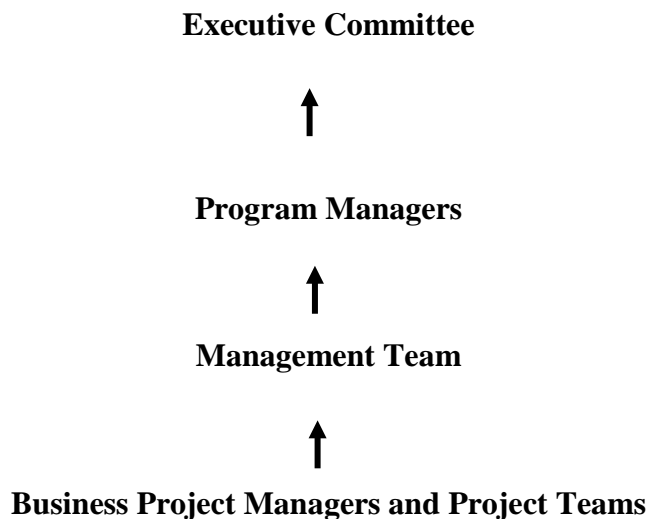 Executive Committee
Program Managers
Management Team
Business Project Managers and Project Teams